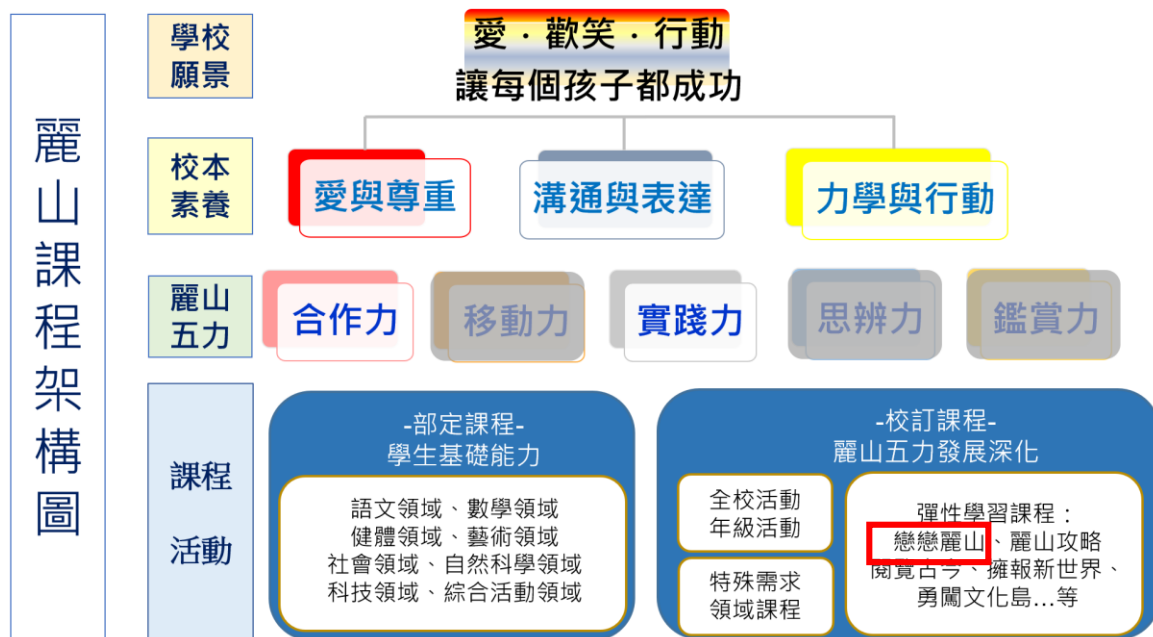 麗山課程架構圖
學校
願景
愛．歡笑．行動
讓每個孩子都成功
校本
素養
愛與尊重
溝通與表達
力學與行動
麗山
五力
合作力
移動力
實踐力
思辨力
鑑賞力
課程
活動
-部定課程-
學生基礎能力
語文領域、數學領域
健體領域、藝術領域
社會領域、自然科學領域
科技領域、綜合活動領域
-校訂課程-
麗山五力發展深化
全校活動
年級活動
特殊需求
領域課程
彈性學習課程：
戀戀麗山、麗山攻略
閱覽古今、擁報新世界、
勇闖文化島...等